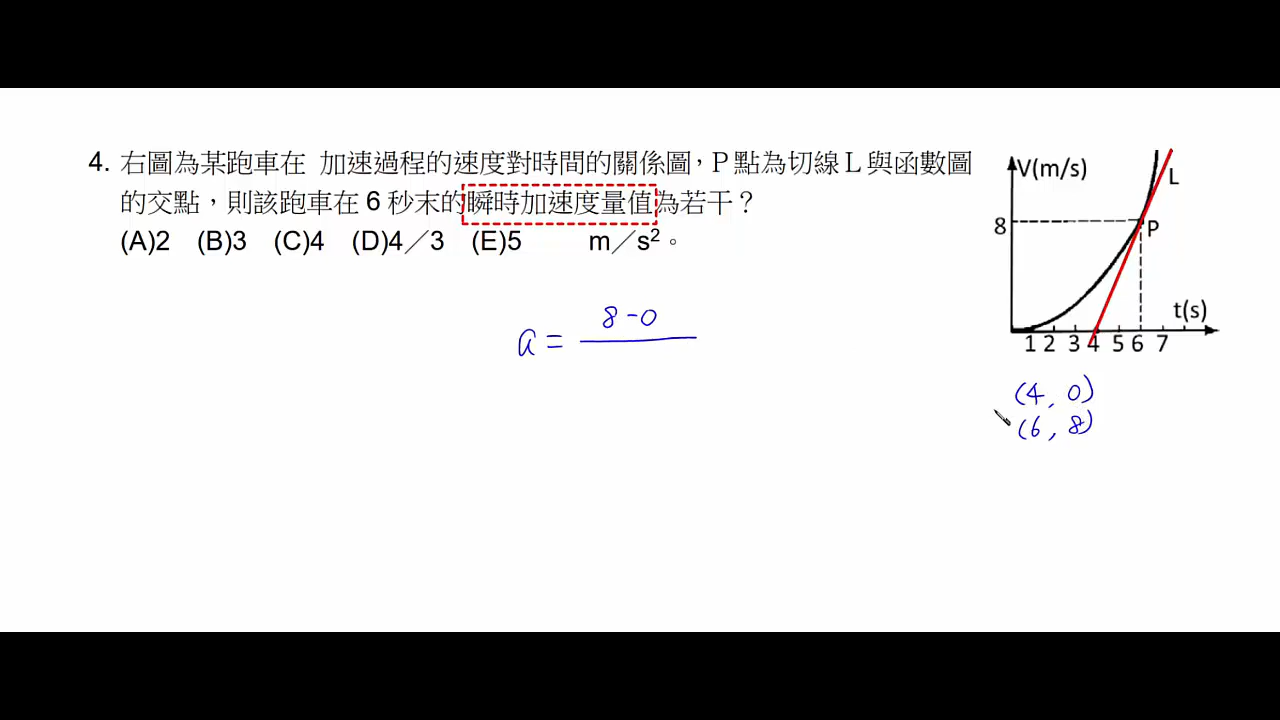 4. 右圖為某跑車在 加速過程的速度對時間的關係圖，P點為切線L與函數圖
的交點，則該跑車在6秒末的瞬時加速度量值為若干？
(A)2 (B)3 (C)4 (D)4／3 (E)5 m／s²。
V(m/s)
L
8
P
t(s)
1 2 3 4 5 6 7
a = 8-0
(4, 0)
(6, 8)